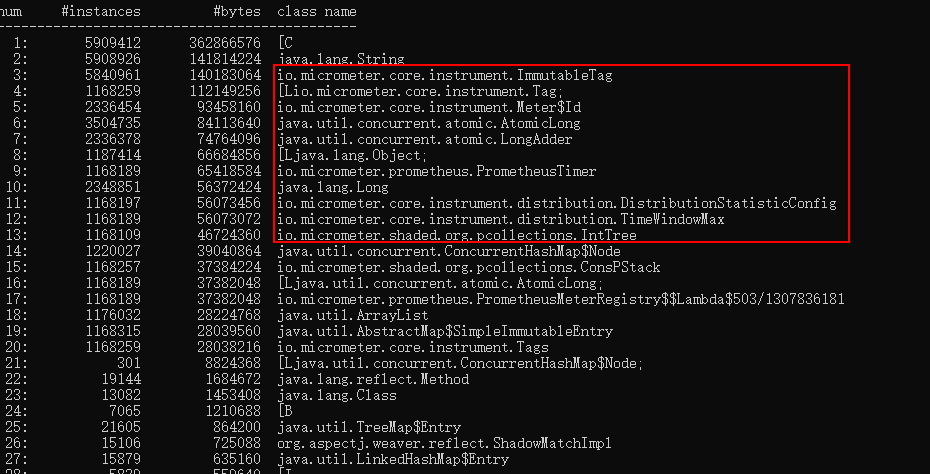 num #instances #bytes class name
----------------------------------------------
1: 5909412 362866576 [C
2: 5908926 141814224 java.lang.String
3: 5840961 140183064 io.micrometer.core.instrument.ImmutableTag
4: 1168259 112149256 [Lio.micrometer.core.instrument.Tag;
5: 2336454 93458160 io.micrometer.core.instrument.Meter$Id
6: 3504735 84113640 java.util.concurrent.atomic.AtomicLong
7: 2336378 74764096 java.util.concurrent.atomic.LongAdder
8: 1187414 66684856 [Ljava.lang.Object;
9: 1168189 65418584 io.micrometer.prometheus.PrometheusTimer
10: 2348851 56372424 java.lang.Long
11: 1168197 56073456 io.micrometer.core.instrument.distribution.DistributionStatisticConfig
12: 1168189 56073072 io.micrometer.core.instrument.distribution.TimeWindowMax
13: 1168109 46724360 io.micrometer.shaded.org.pcollections.IntTree
14: 1220027 39040864 java.util.concurrent.ConcurrentHashMap$Node
15: 1168257 37384224 io.micrometer.shaded.org.pcollections.ConsPStack
16: 1168189 37382048 [Ljava.util.concurrent.atomic.AtomicLong;
17: 1168189 37382048 io.micrometer.prometheus.PrometheusMeterRegistry$$Lambda$503/1307836181
18: 1176032 28224768 java.util.ArrayList
19: 1168315 28039560 java.util.AbstractMap$SimpleImmutableEntry
20: 1168259 28038216 io.micrometer.core.instrument.Tags
21: 301 8824368 [Ljava.util.concurrent.ConcurrentHashMap$Node;
22: 19144 1684672 java.lang.reflect.Method
23: 13082 1453408 java.lang.Class
24: 7065 1210688 [B
25: 21605 864200 java.util.TreeMap$Entry
26: 15106 725088 org.aspectj.weaver.reflect.ShadowMatchImpl
27: 15879 635160 java.util.LinkedHashMap$Entry